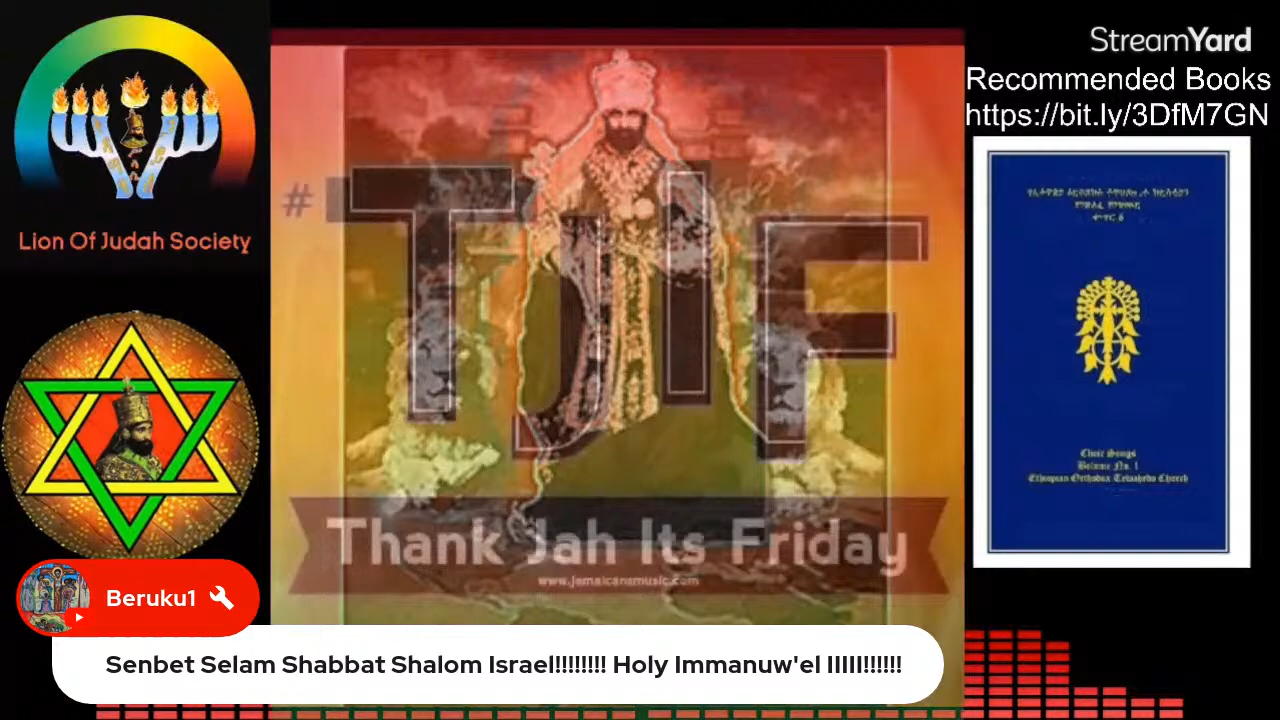 StreamYard
Recommended Books
https://bit.ly/3DfM7GN
Lion Of Judah Society
# TJIF
Thank Jah Its Friday
www.jamaicansmusic.com
Choir Songs
Volume No. 1
Ethiopian Orthodox Tewahedo Church
Beruku1
Senbet Selam Shabbat Shalom Israel!!!!!!!! Holy Immanuw'el IIIII!!!!!!